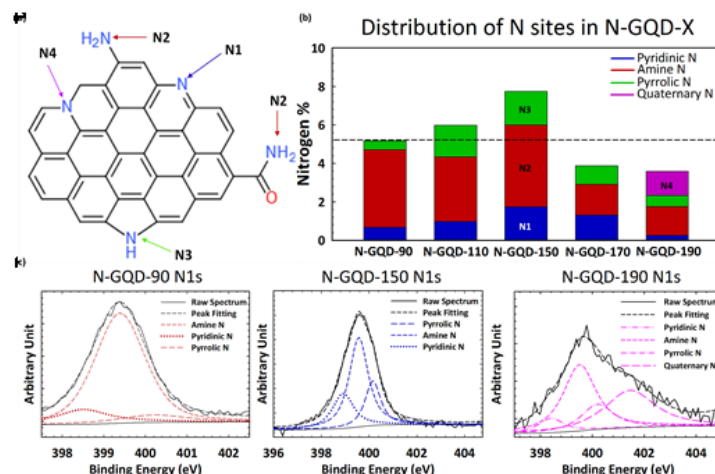 (b)
Distribution of N sites in N-GQD-X
H₂N
N2
N4
N1
N
N
N2
NH₂
O
N
H
N3
Nitrogen %
10
8
6
4
2
0
Pyridinic N
Amine N
Pyrrolic N
Quaternary N
N3
N2
N1
N4
N-GQD-90 N-GQD-110 N-GQD-150 N-GQD-170 N-GQD-190
N-GQD-90 N1s
Arbitrary Unit
Raw Spectrum
Peak Fitting
Amine N
Pyridinic N
Pyrrolic N
398 399 400 401 402
Binding Energy (eV)
N-GQD-150 N1s
Arbitrary Unit
Raw Spectrum
Peak Fitting
Pyrrolic N
Amine N
Pyridinic N
396 398 400 402 404
Binding Energy (eV)
N-GQD-190 N1s
Arbitrary Unit
Raw Spectrum
Peak Fitting
Pyridinic N
Amine N
Pyrrolic N
Quaternary N
398 400 402 404
Binding Energy (eV)